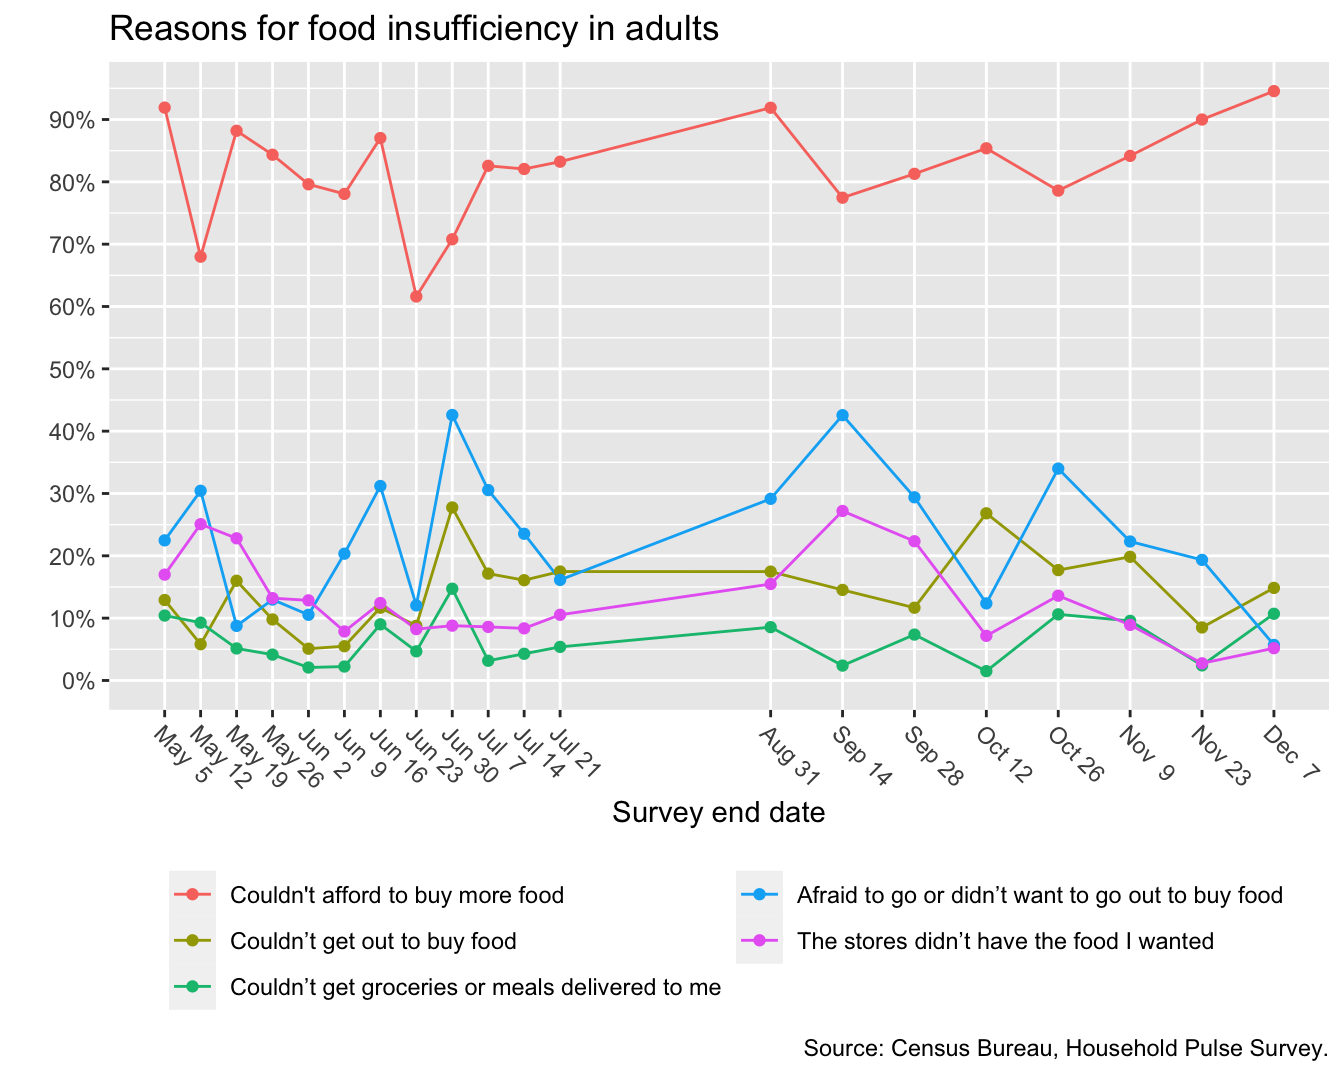 Reasons for food insufficiency in adults
90%
80%
70%
60%
50%
40%
30%
20%
10%
0%
May 5
May 12
May 19
May 26
Jun 2
Jun 9
Jun 16
Jun 23
Jun 30
Jul 7
Jul 14
Jul 21
Aug 31
Sep 14
Sep 28
Oct 12
Oct 26
Nov 9
Nov 23
Dec 7
Survey end date
Couldn't afford to buy more food
Couldn’t get out to buy food
Couldn’t get groceries or meals delivered to me
Afraid to go or didn’t want to go out to buy food
The stores didn’t have the food I wanted
Source: Census Bureau, Household Pulse Survey.